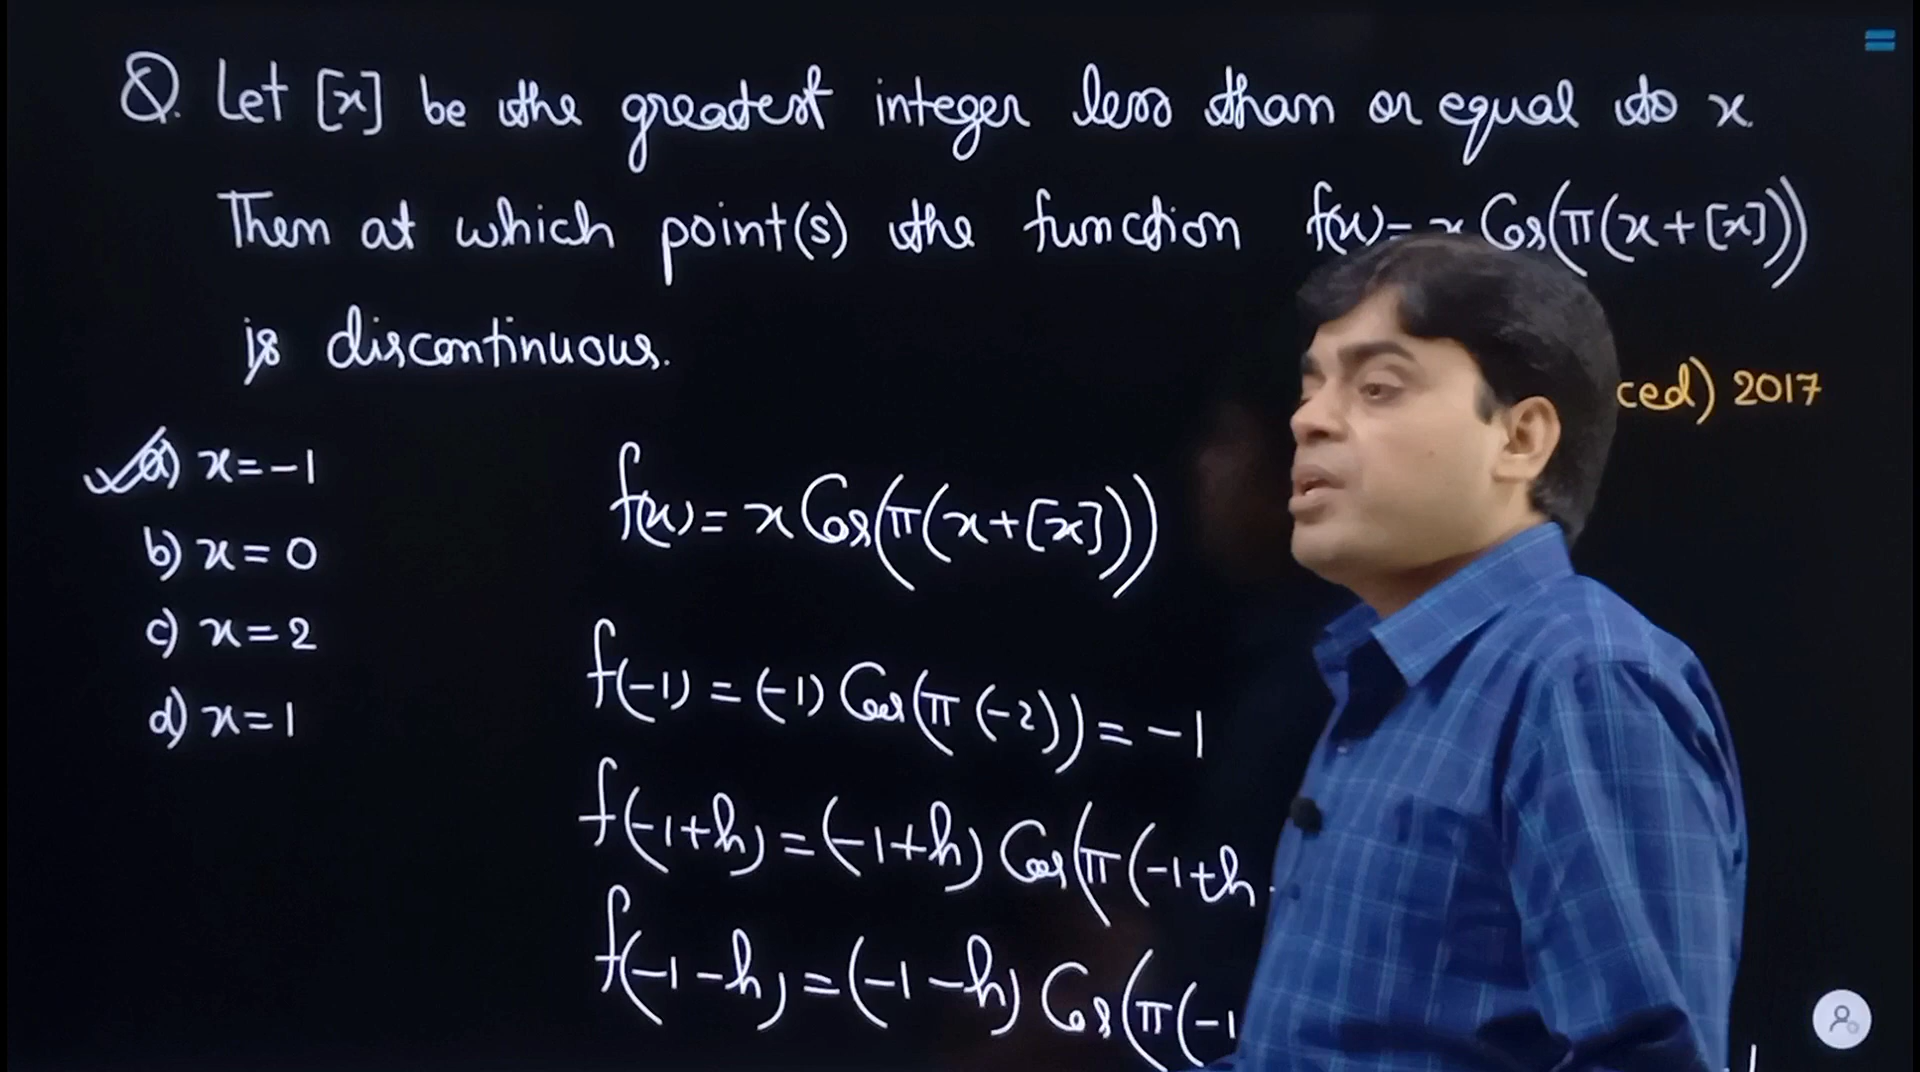 Q. Let [x] be the greatest integer less than or equal to x.
Then at which point(s) the function f(x) = x Cos(π(x+[x]))
is discontinuous.
ced) 2017
a) x = -1
b) x = 0
c) x = 2
d) x = 1
f(x) = x Cos(π(x+[x]))
f(-1) = (-1) Cos(π(-2)) = -1
f(-1+h) = (-1+h) Cos(π(-1+h
f(-1-h) = (-1-h) Cos(π(-1